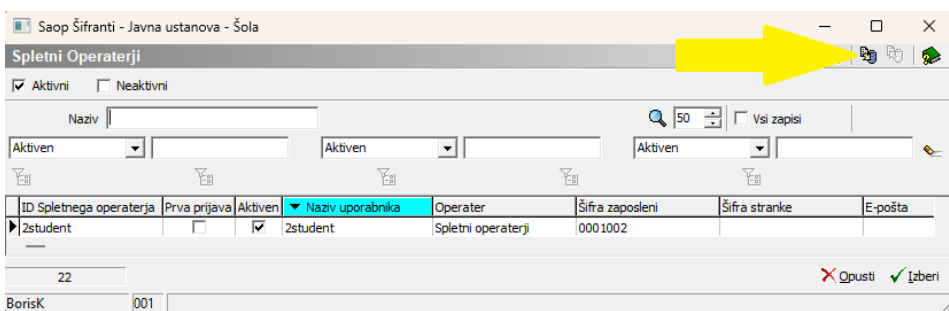 Saop Šifranti - Javna ustanova - Šola
Spletni Operaterji
Aktivni Neaktivni
Naziv 50 Vsi zapisi
Aktiven Aktiven Aktiven
ID Spletnega operaterja Prva prijava Aktiven Naziv uporabnika Operater Šifra zaposleni Šifra stranke E-pošta
2student 2student Spletni operaterji 0001002
22 Opusti Izberi
BorisK 001